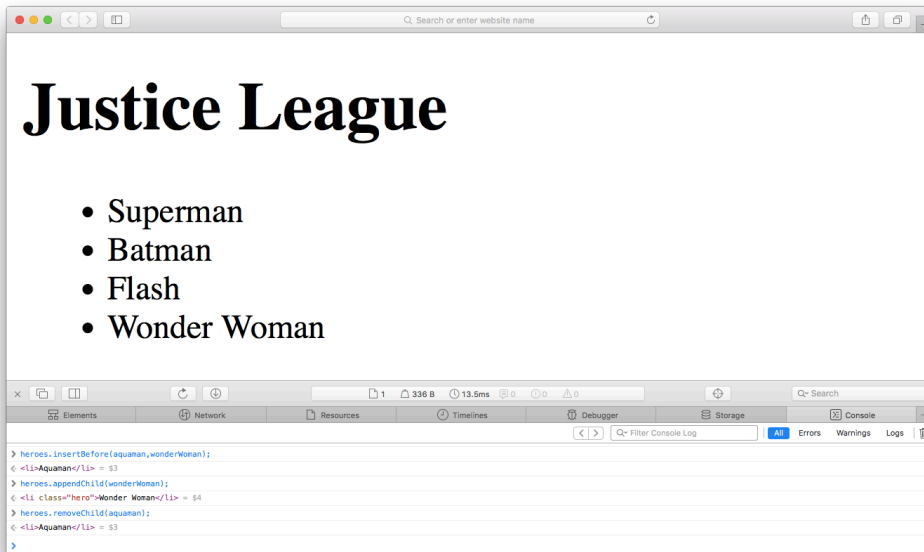 Search or enter website name
Justice League
• Superman
• Batman
• Flash
• Wonder Woman
1 336 B 13.5ms 0 0 0 Search
Elements Network Resources Timelines Debugger Storage Console
Filter Console Log All Errors Warnings Logs
> heroes.insertBefore(aquaman,wonderWoman);
<li>Aquaman</li> = $3
> heroes.appendChild(wonderWoman);
<li class="hero">Wonder Woman</li> = $4
> heroes.removeChild(aquaman);
<li>Aquaman</li> = $3
>